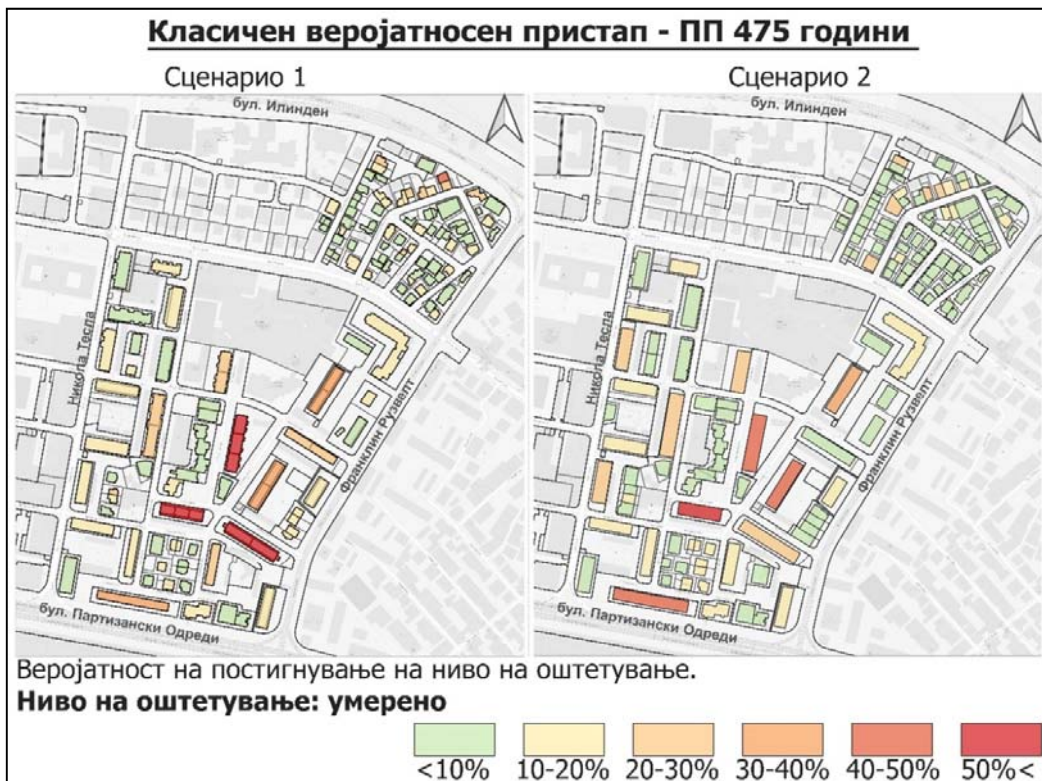 Класичен веројатносен пристап - ПП 475 години
Сценарио 1
Сценарио 2
бул. Илинден
бул. Илинден
Никола Тесла
Франклин Рузвелт
Никола Тесла
Франклин Рузвелт
бул. Партизански Одреди
бул. Партизански Одреди
Веројатност на постигнување на ниво на оштетување.
Ниво на оштетување: умерено
<10% 10-20% 20-30% 30-40% 40-50% 50%<